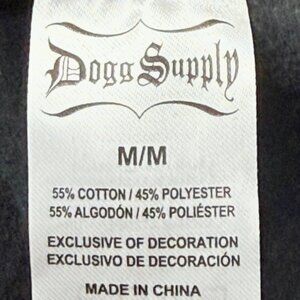 Dogg Supply
M/M
55% COTTON / 45% POLYESTER
55% ALGODÓN / 45% POLIÉSTER
EXCLUSIVE OF DECORATION
EXCLUSIVO DE DECORACIÓN
MADE IN CHINA